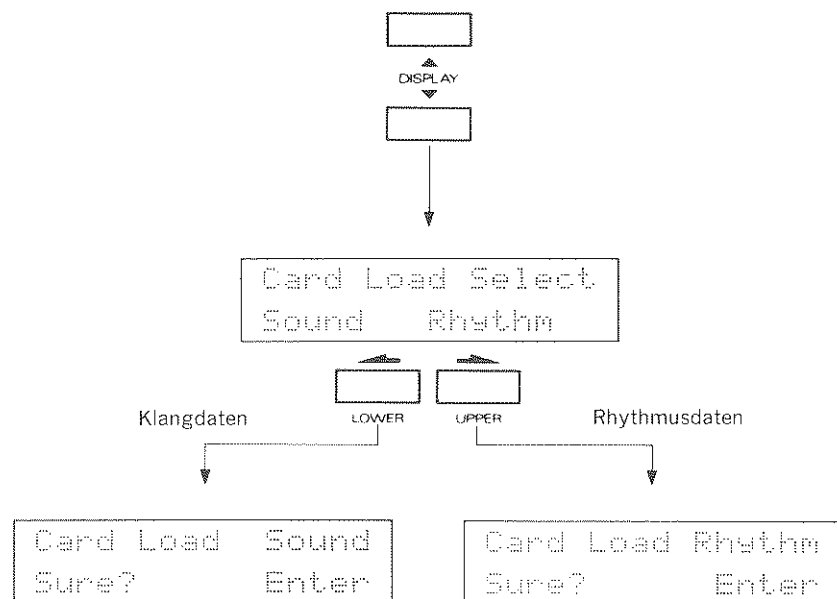 DISPLAY
Card Load Select
Sound Rhythm
LOWER UPPER
Klangdaten Rhythmusdaten
Card Load Sound
Sure? Enter
Card Load Rhythm
Sure? Enter